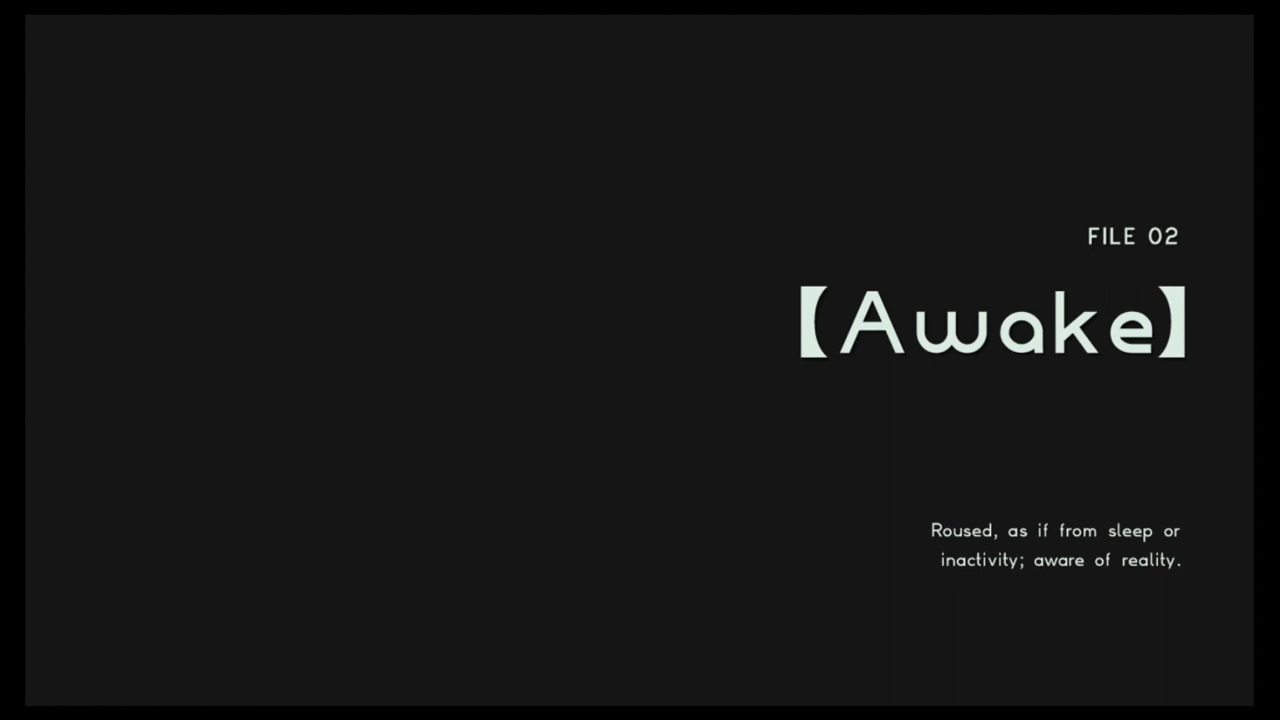 FILE 02
【Awake】
Roused, as if from sleep or
inactivity; aware of reality.